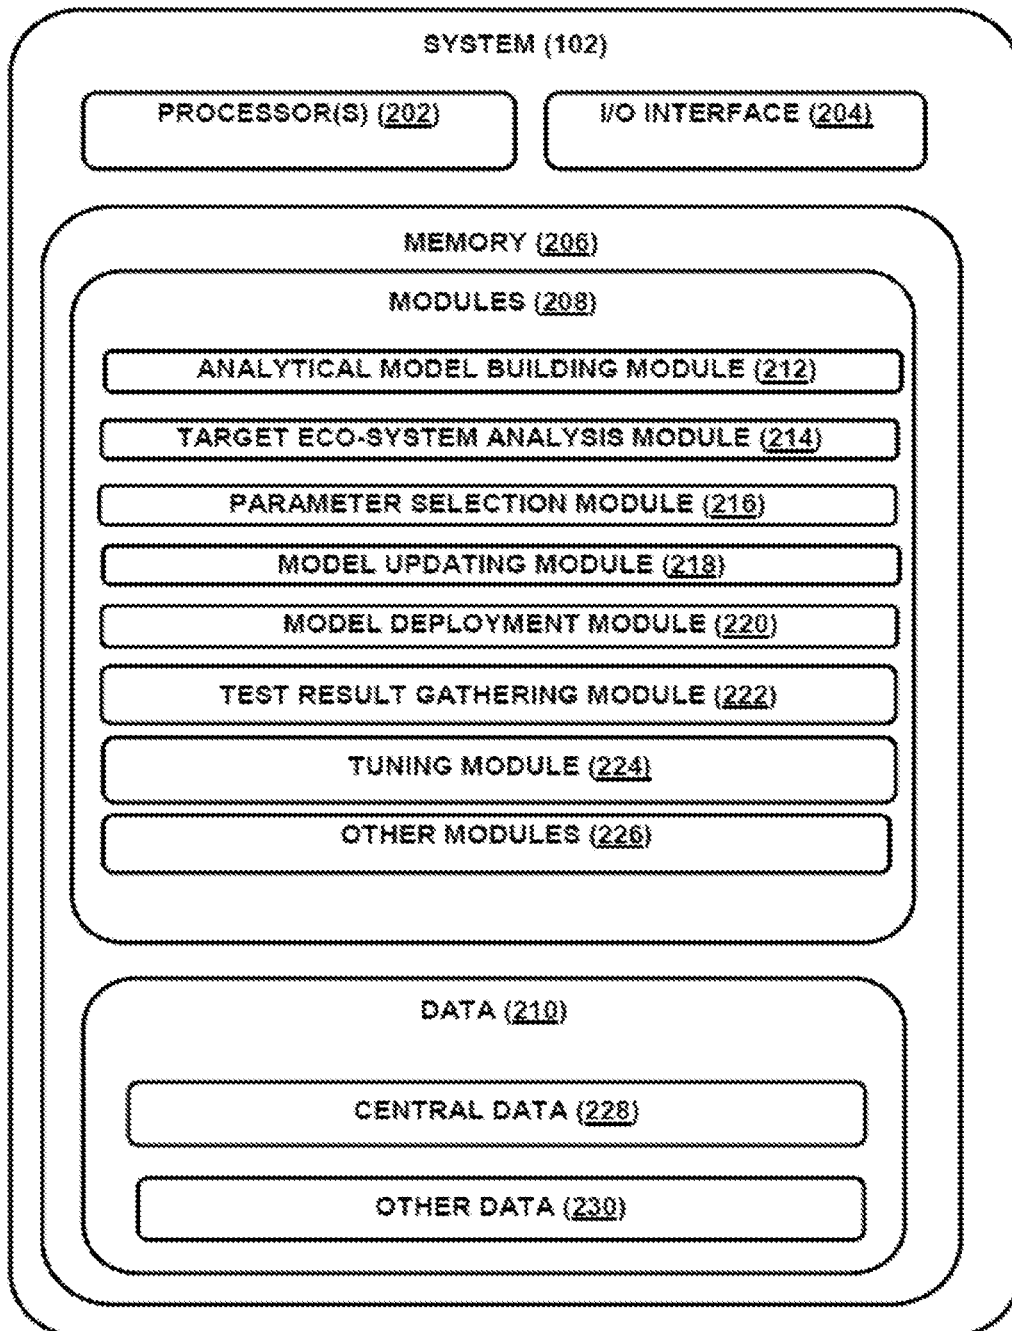 SYSTEM (102)
PROCESSOR(S) (202)
I/O INTERFACE (204)
MEMORY (206)
MODULES (208)
ANALYTICAL MODEL BUILDING MODULE (212)
TARGET ECO-SYSTEM ANALYSIS MODULE (214)
PARAMETER SELECTION MODULE (216)
MODEL UPDATING MODULE (218)
MODEL DEPLOYMENT MODULE (220)
TEST RESULT GATHERING MODULE (222)
TUNING MODULE (224)
OTHER MODULES (226)
DATA (210)
CENTRAL DATA (228)
OTHER DATA (230)